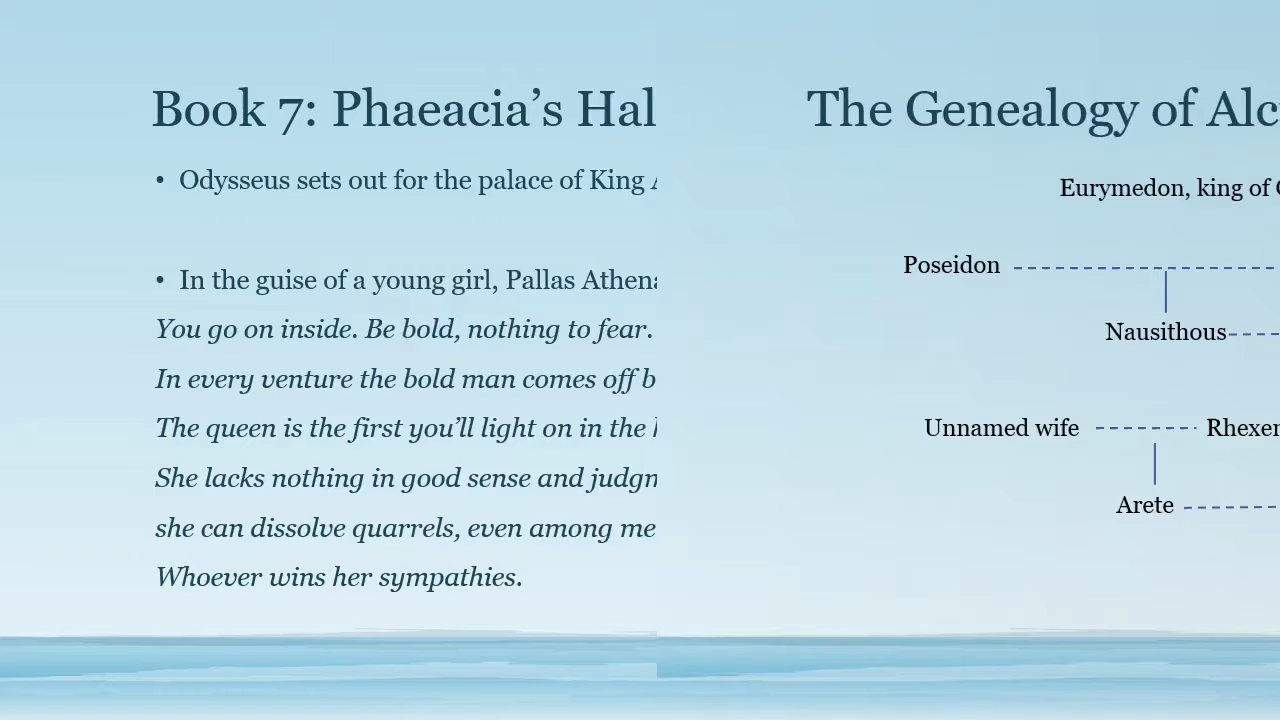 Book 7: Phaeacia's Hal
• Odysseus sets out for the palace of King
• In the guise of a young girl, Pallas Athena
You go on inside. Be bold, nothing to fear.
In every venture the bold man comes off b
The queen is the first you'll light on in the
She lacks nothing in good sense and judgm
she can dissolve quarrels, even among me
Whoever wins her sympathies.
The Genealogy of Alc
Eurymedon, king of
Poseidon
Nausithous
Unnamed wife
Rhexen
Arete